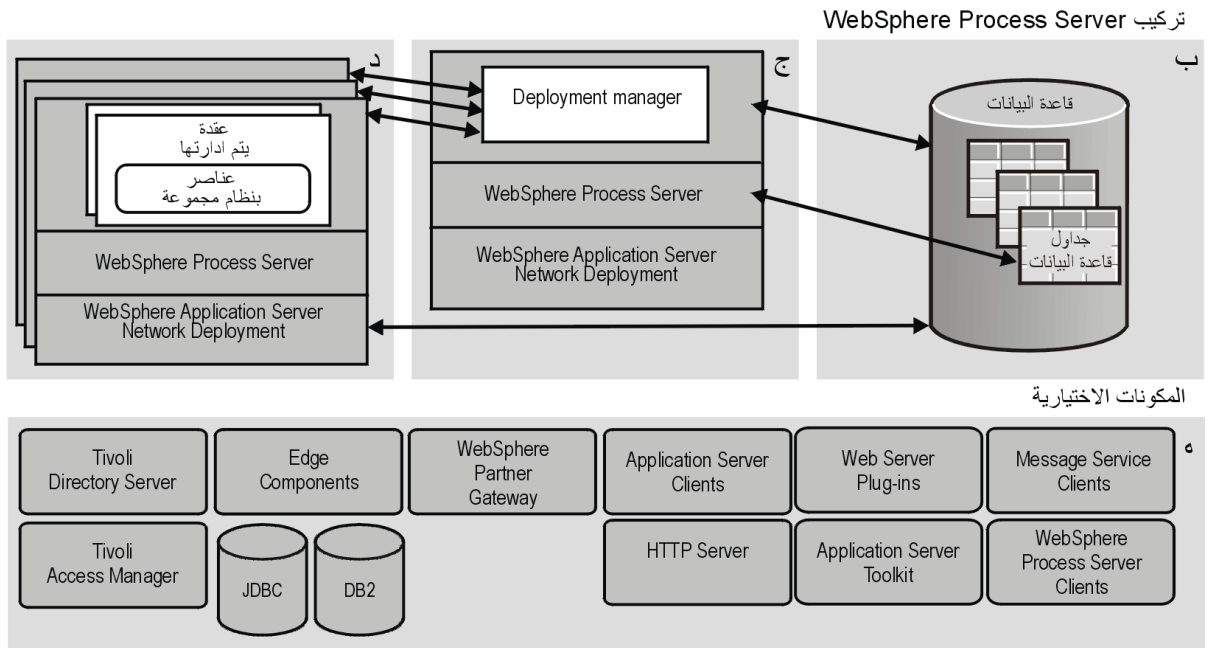 تركيب WebSphere Process Server
ب
قاعدة البيانات
جداول
قاعدة البيانات
ج
Deployment manager
WebSphere Process Server
WebSphere Application Server
Network Deployment
د
عقدة
يتم ادارتها
عناصر
بنظام مجموعة
WebSphere Process Server
WebSphere Application Server
Network Deployment
المكونات الاختيارية
ه
Tivoli
Directory Server
Edge
Components
WebSphere
Partner
Gateway
Application Server
Clients
Web Server
Plug-ins
Message Service
Clients
Tivoli
Access Manager
JDBC
DB2
HTTP Server
Application Server
Toolkit
WebSphere
Process Server
Clients